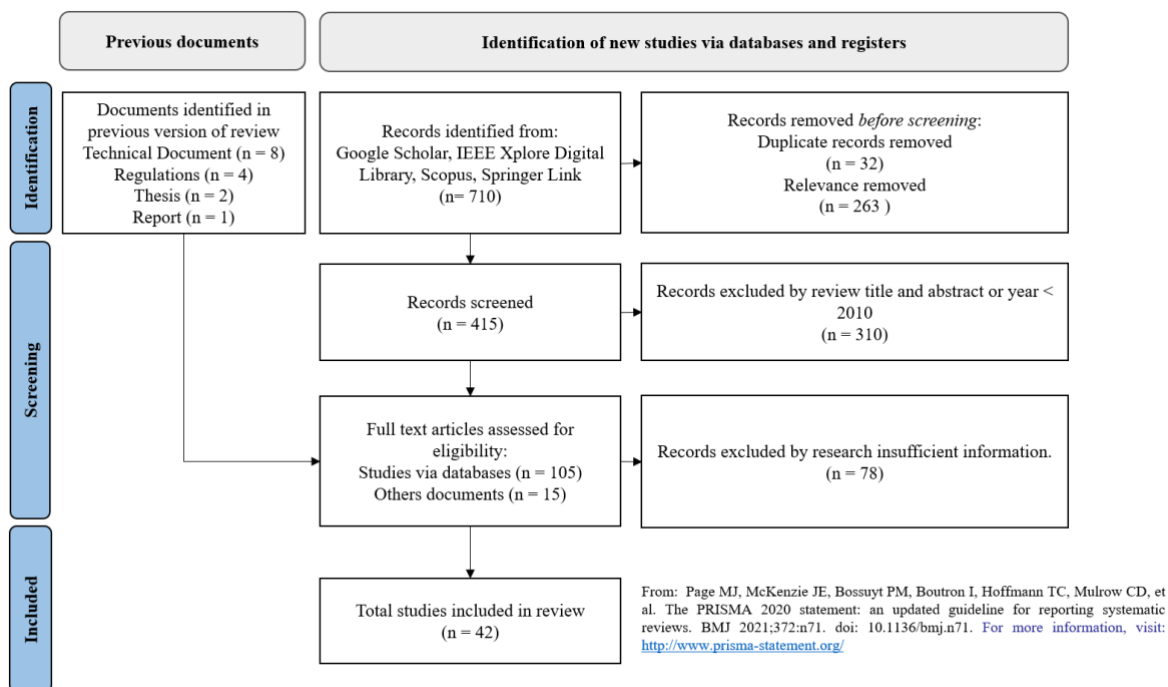 Previous documents
Identification of new studies via databases and registers
Identification
Documents identified in
previous version of review
Technical Document (n = 8)
Regulations (n = 4)
Thesis (n = 2)
Report (n = 1)
Records identified from:
Google Scholar, IEEE Xplore Digital
Library, Scopus, Springer Link
(n= 710)
Records removed before screening:
Duplicate records removed
(n = 32)
Relevance removed
(n = 263 )
Screening
Records screened
(n = 415)
Records excluded by review title and abstract or year <
2010
(n = 310)
Full text articles assessed for
eligibility:
Studies via databases (n = 105)
Others documents (n = 15)
Records excluded by research insufficient information.
(n = 78)
Included
Total studies included in review
(n = 42)
From: Page MJ, McKenzie JE, Bossuyt PM, Boutron I, Hoffmann TC, Mulrow CD, et
al. The PRISMA 2020 statement: an updated guideline for reporting systematic
reviews. BMJ 2021;372:n71. doi: 10.1136/bmj.n71. For more information, visit:
http://www.prisma-statement.org/